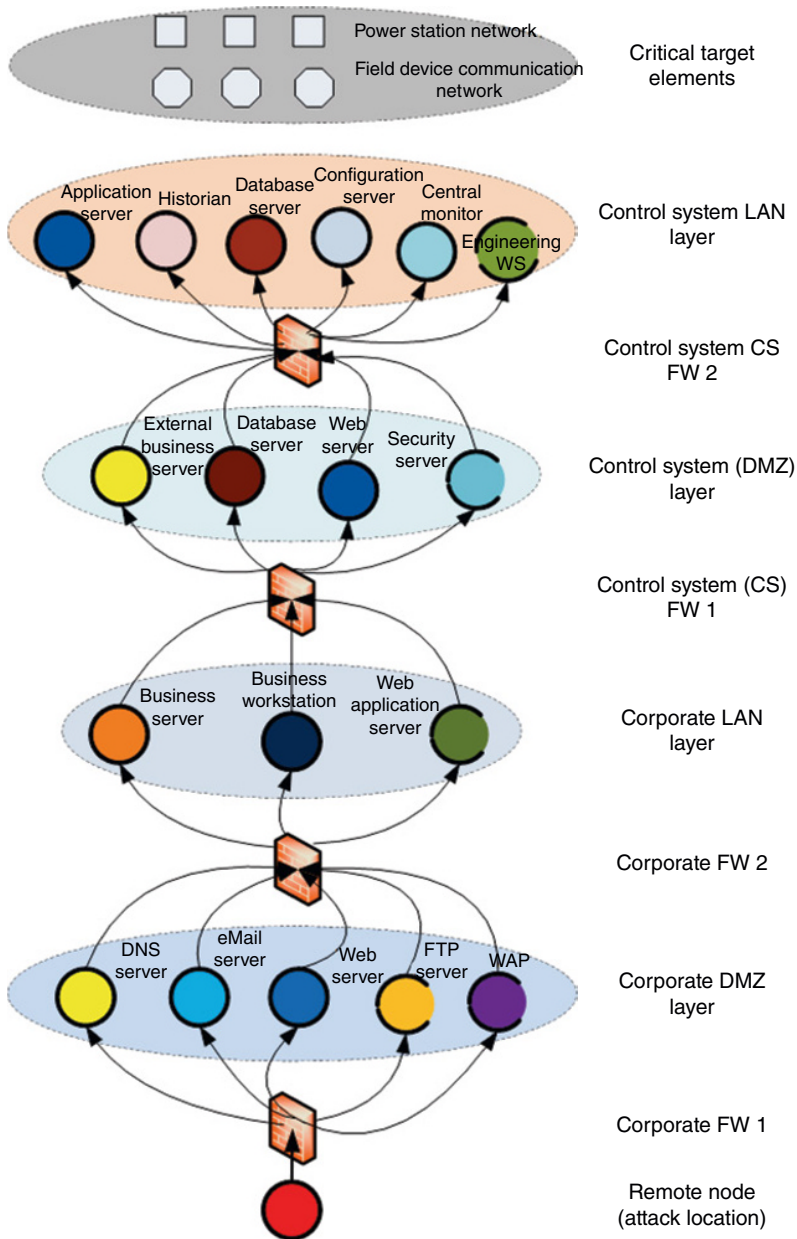 Power station network
Field device communication
network
Critical target
elements
Application
server
Historian
Database
server
Configuration
server
Central
monitor
Engineering
WS
Control system LAN
layer
Control system CS
FW 2
External
business
server
Database
server
Web
server
Security
server
Control system (DMZ)
layer
Control system (CS)
FW 1
Business
server
Business
workstation
Web
application
server
Corporate LAN
layer
Corporate FW 2
DNS
server
eMail
server
Web
server
FTP
server
WAP
Corporate DMZ
layer
Corporate FW 1
Remote node
(attack location)